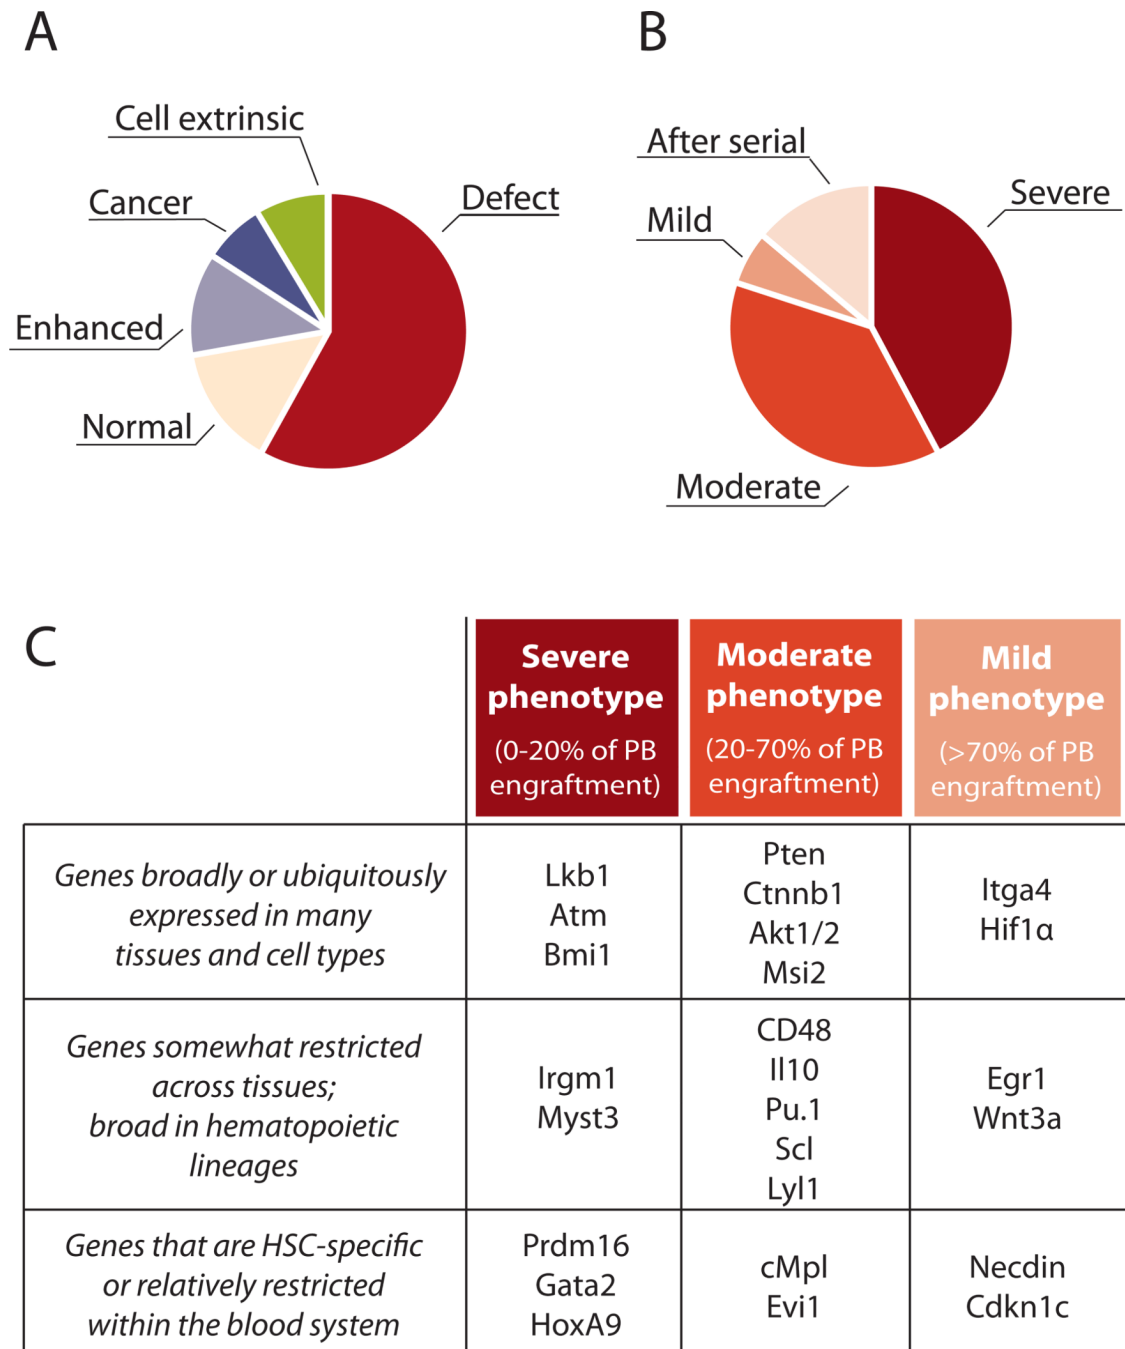 A
Cell extrinsic
Cancer
Defect
Enhanced
Normal
B
After serial
Mild
Severe
Moderate
C
Severe
phenotype
(0-20% of PB
engraftment)
Moderate
phenotype
(20-70% of PB
engraftment)
Mild
phenotype
(>70% of PB
engraftment)
Genes broadly or ubiquitously
expressed in many
tissues and cell types
Lkb1
Atm
Bmi1
Pten
Ctnnb1
Akt1/2
Msi2
Itga4
Hif1α
Genes somewhat restricted
across tissues;
broad in hematopoietic
lineages
Irgm1
Myst3
CD48
Il10
Pu.1
Scl
Lyl1
Egr1
Wnt3a
Genes that are HSC-specific
or relatively restricted
within the blood system
Prdm16
Gata2
HoxA9
cMpl
Evi1
Necdin
Cdkn1c